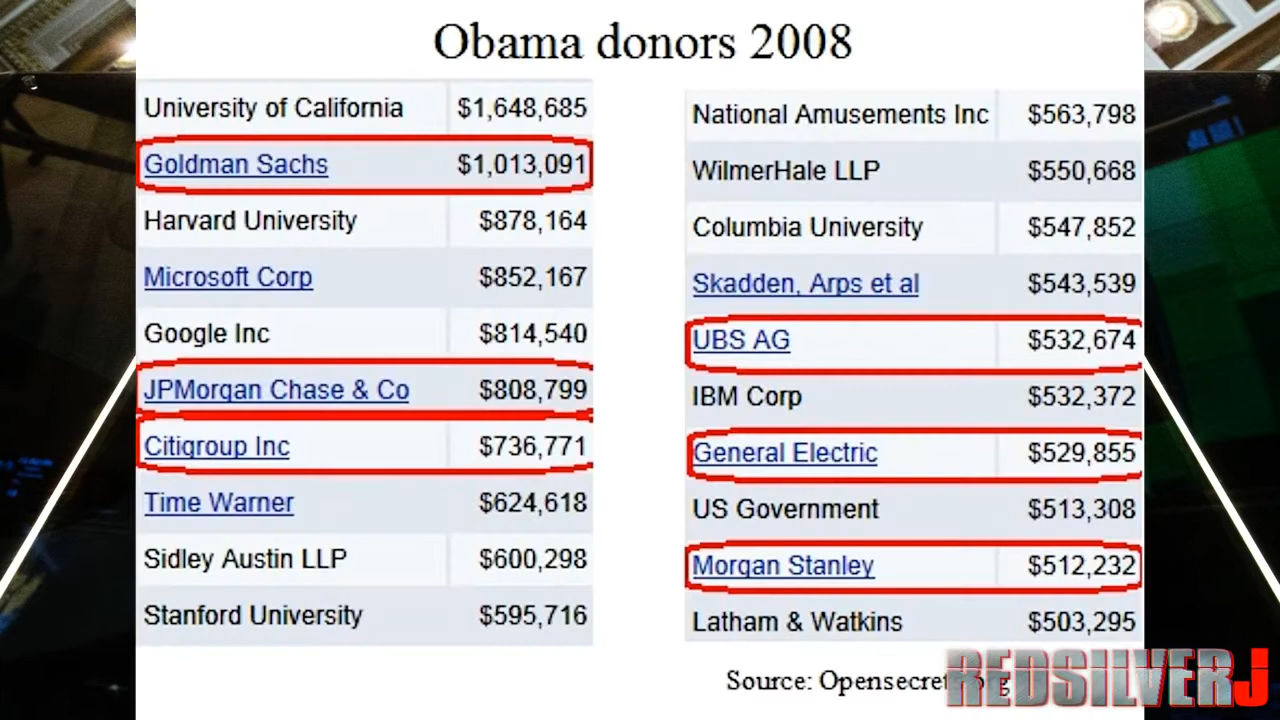 Obama donors 2008
University of California $1,648,685
Goldman Sachs $1,013,091
Harvard University $878,164
Microsoft Corp $852,167
Google Inc $814,540
JPMorgan Chase & Co $808,799
Citigroup Inc $736,771
Time Warner $624,618
Sidley Austin LLP $600,298
Stanford University $595,716
National Amusements Inc $563,798
WilmerHale LLP $550,668
Columbia University $547,852
Skadden, Arps et al $543,539
UBS AG $532,674
IBM Corp $532,372
General Electric $529,855
US Government $513,308
Morgan Stanley $512,232
Latham & Watkins $503,295
Source: Opensecrets.org
REDSILVERJ